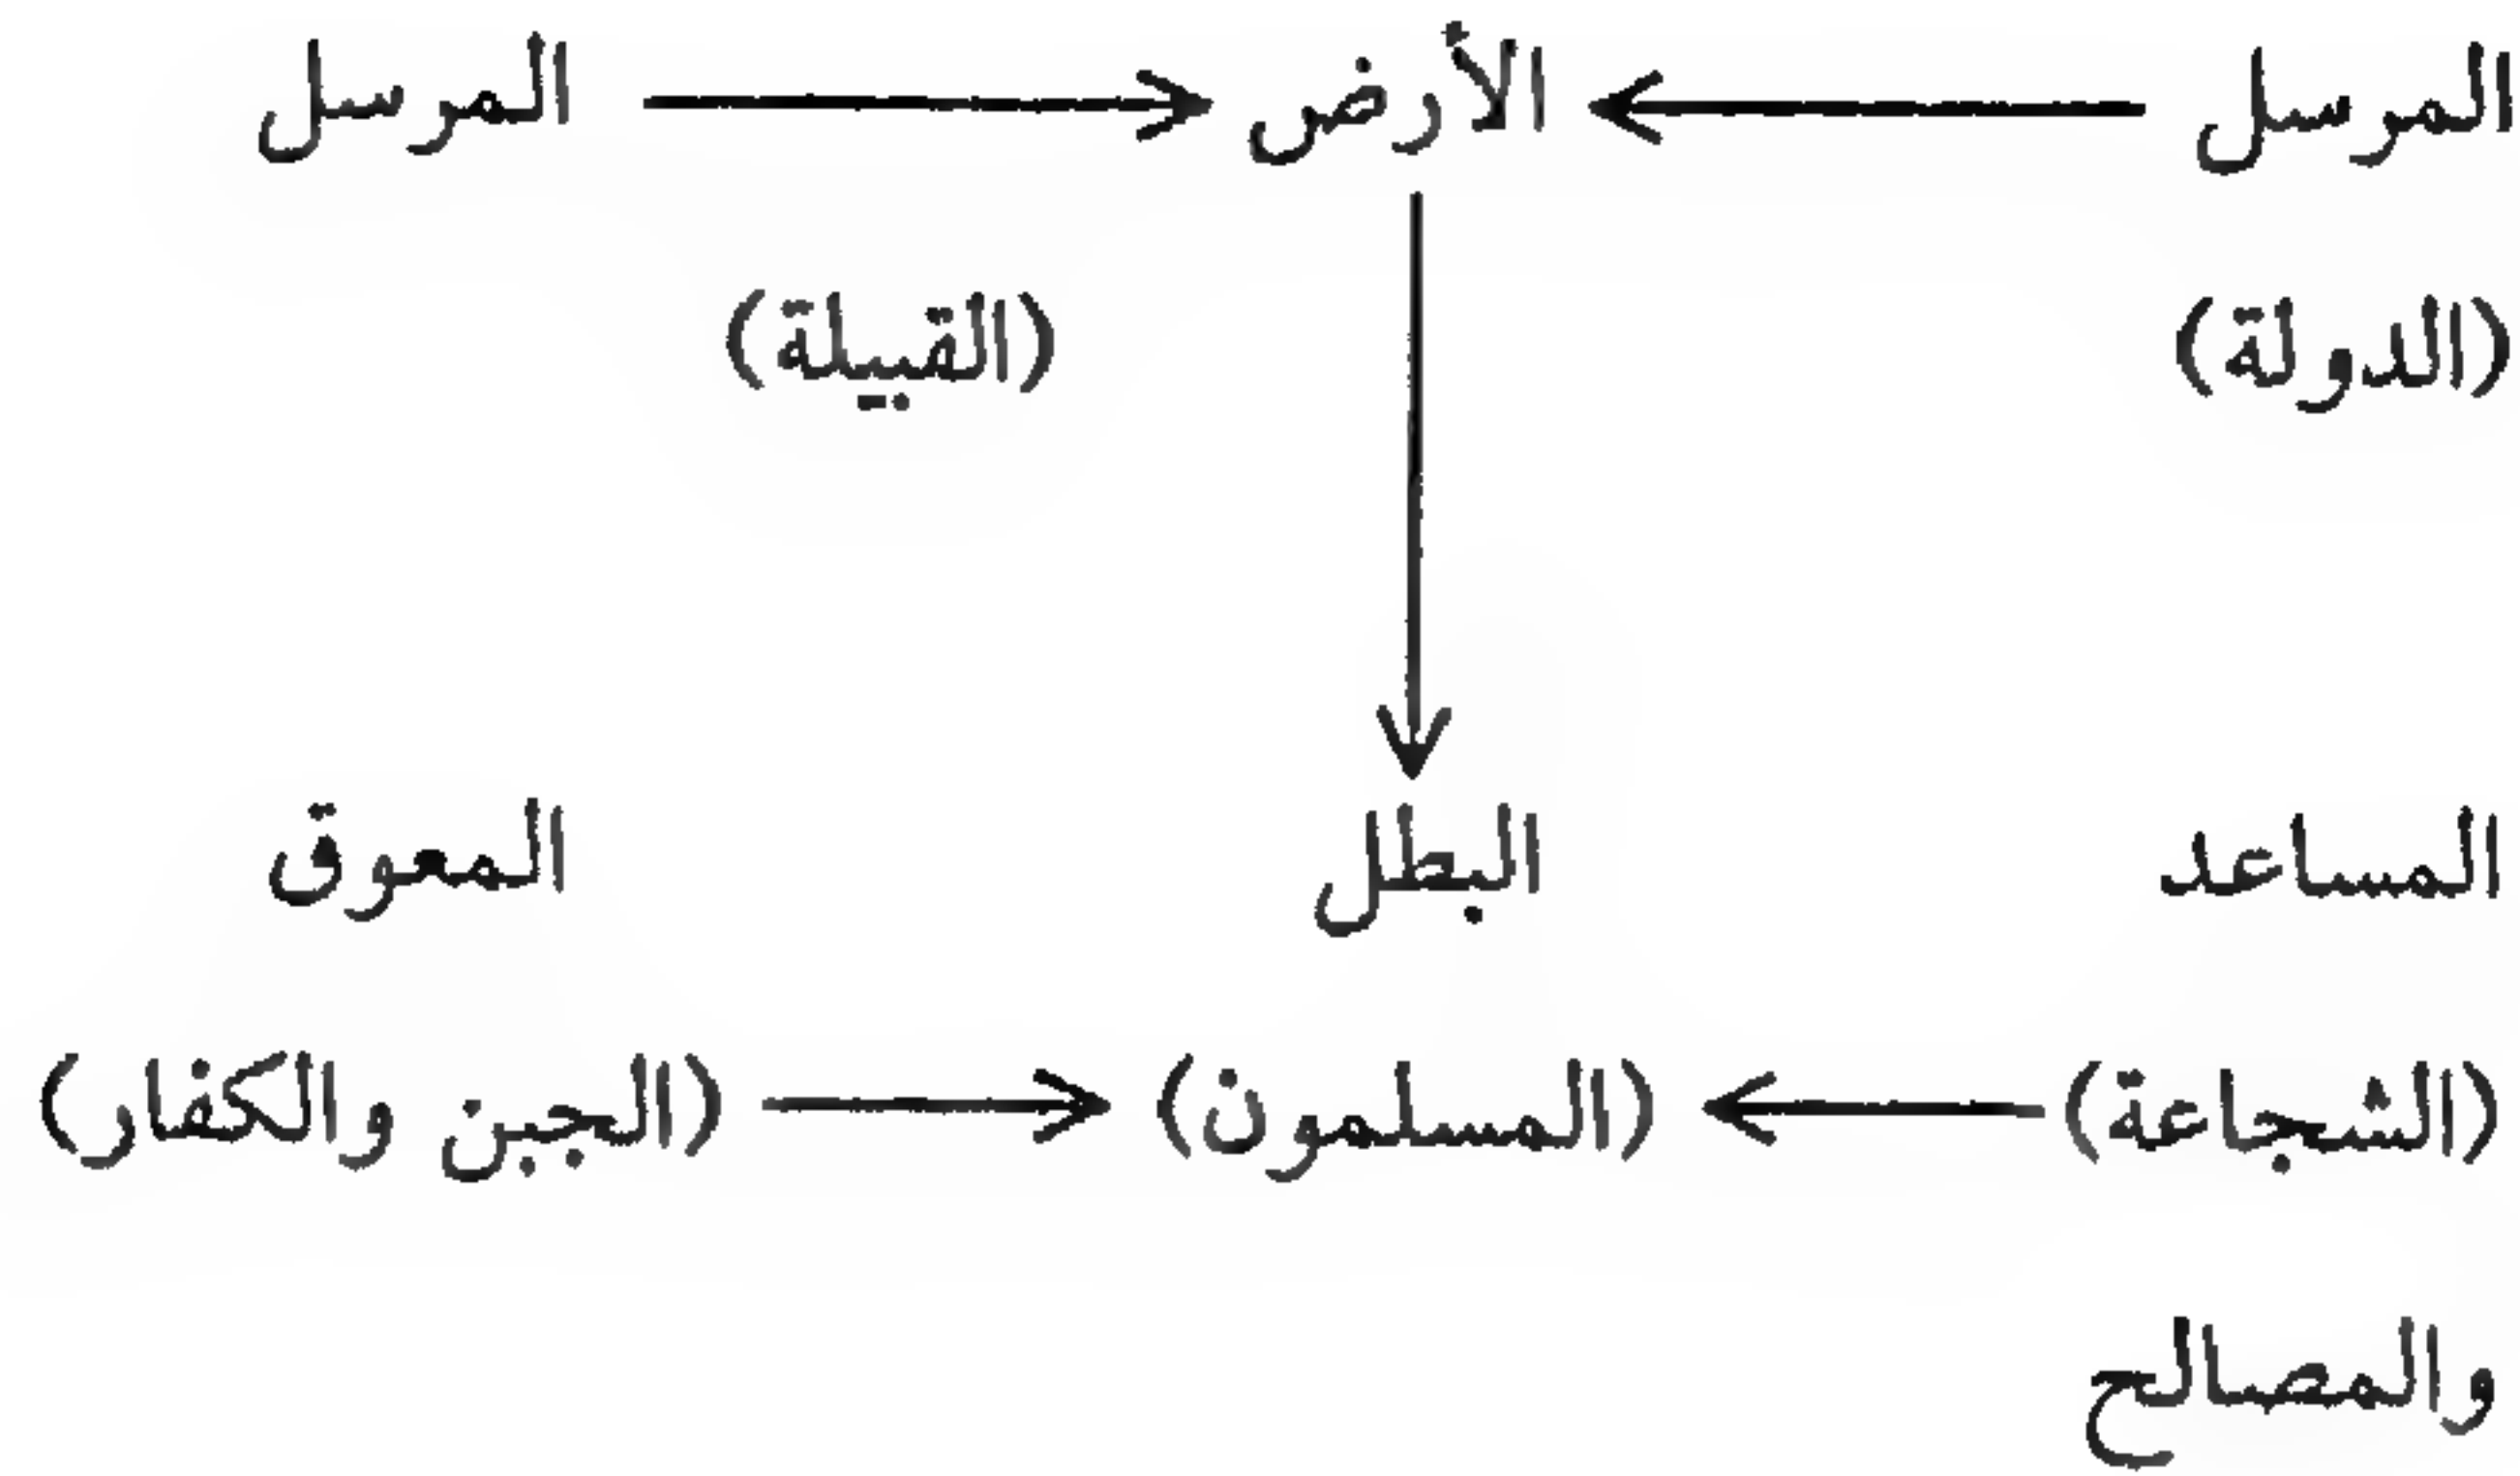 المرسل الأرض المرسل
(الدولة) (القبيلة)
المساعد البطل المعوق
(الشجاعة) (المسلمون) (الجبن والكفار)
والمصالح